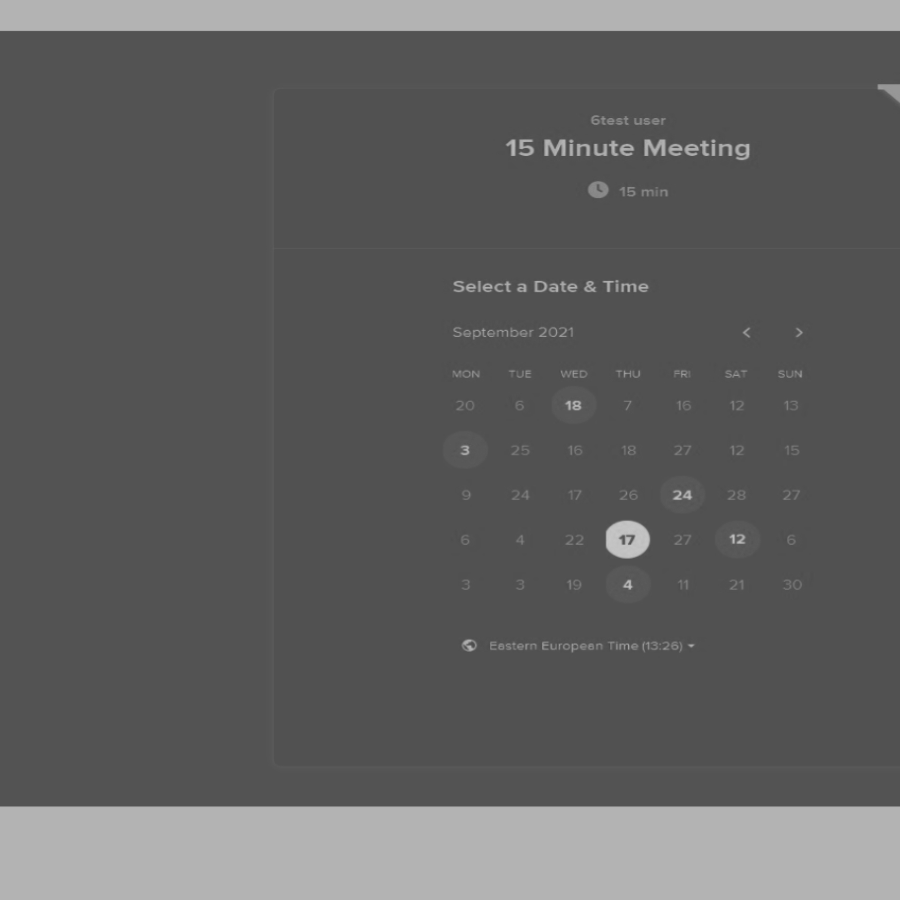 6test user
15 Minute Meeting
15 min
Select a Date & Time
September 2021
MON TUE WED THU FRI SAT SUN
20 6 18 7 16 12 13
3 25 16 18 27 12 15
9 24 17 26 24 28 27
6 4 22 17 27 12 6
3 3 19 4 11 21 30
Eastern European Time (13:26)